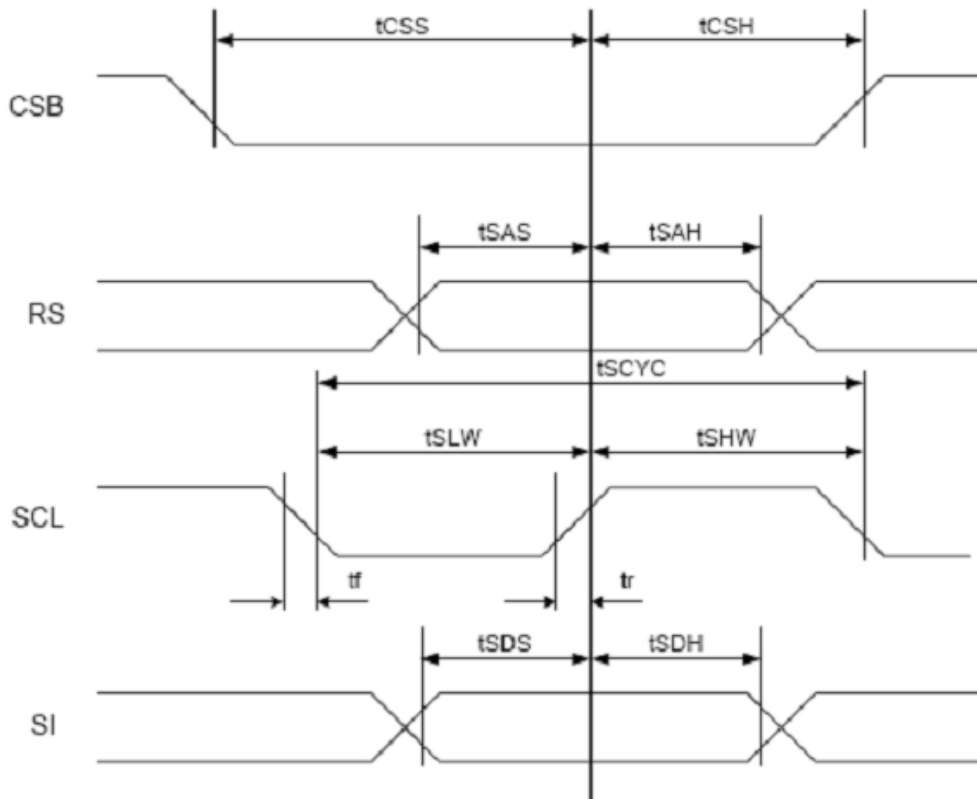 tCSS tCSH
CSB
tSAS tSAH
RS
tSCYC
tSLW tSHW
SCL
tf tr
tSDS tSDH
SI